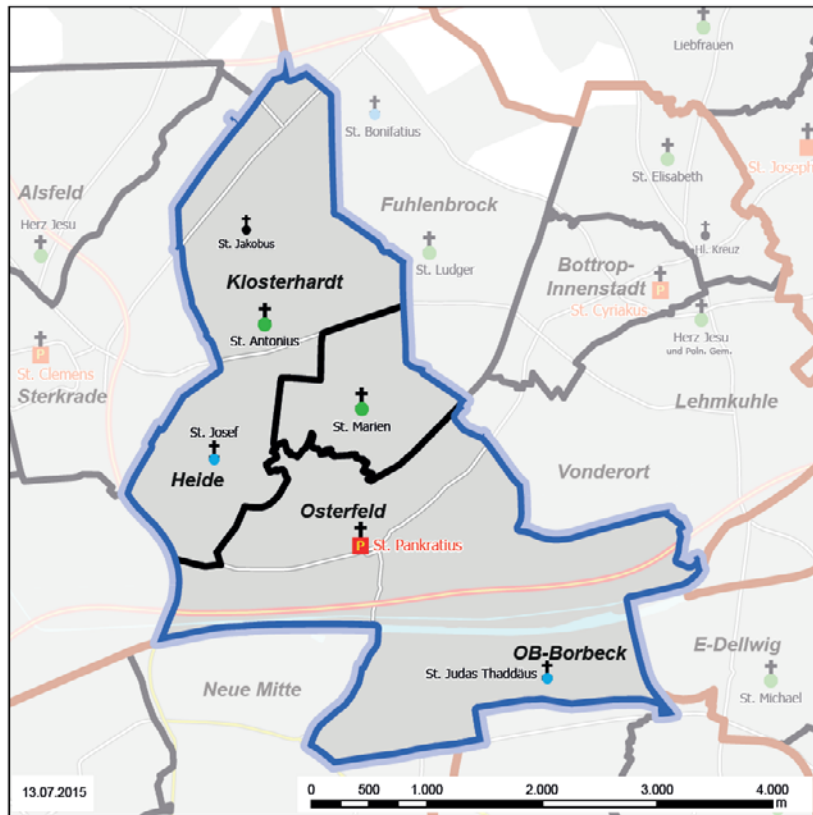 Liebfrauen
St. Bonifatius
St. Elisabeth
St. Joseph
Alsfeld
Herz Jesu
Fuhlenbrock
St. Jakobus
Hl. Kreuz
St. Ludger
Bottrop-
Innenstadt
Klosterhardt
St. Cyriakus
St. Antonius
Herz Jesu
und Poln. Gem.
P
P
St. Clemens
Sterkrade
Lehmkuhle
St. Josef
St. Marien
Heide
Vonderort
Osterfeld
P
St. Pankratius
OB-Borbeck
E-Dellwig
St. Judas Thaddäus
Neue Mitte
St. Michael
13.07.2015
0 500 1.000 2.000 3.000 4.000
m